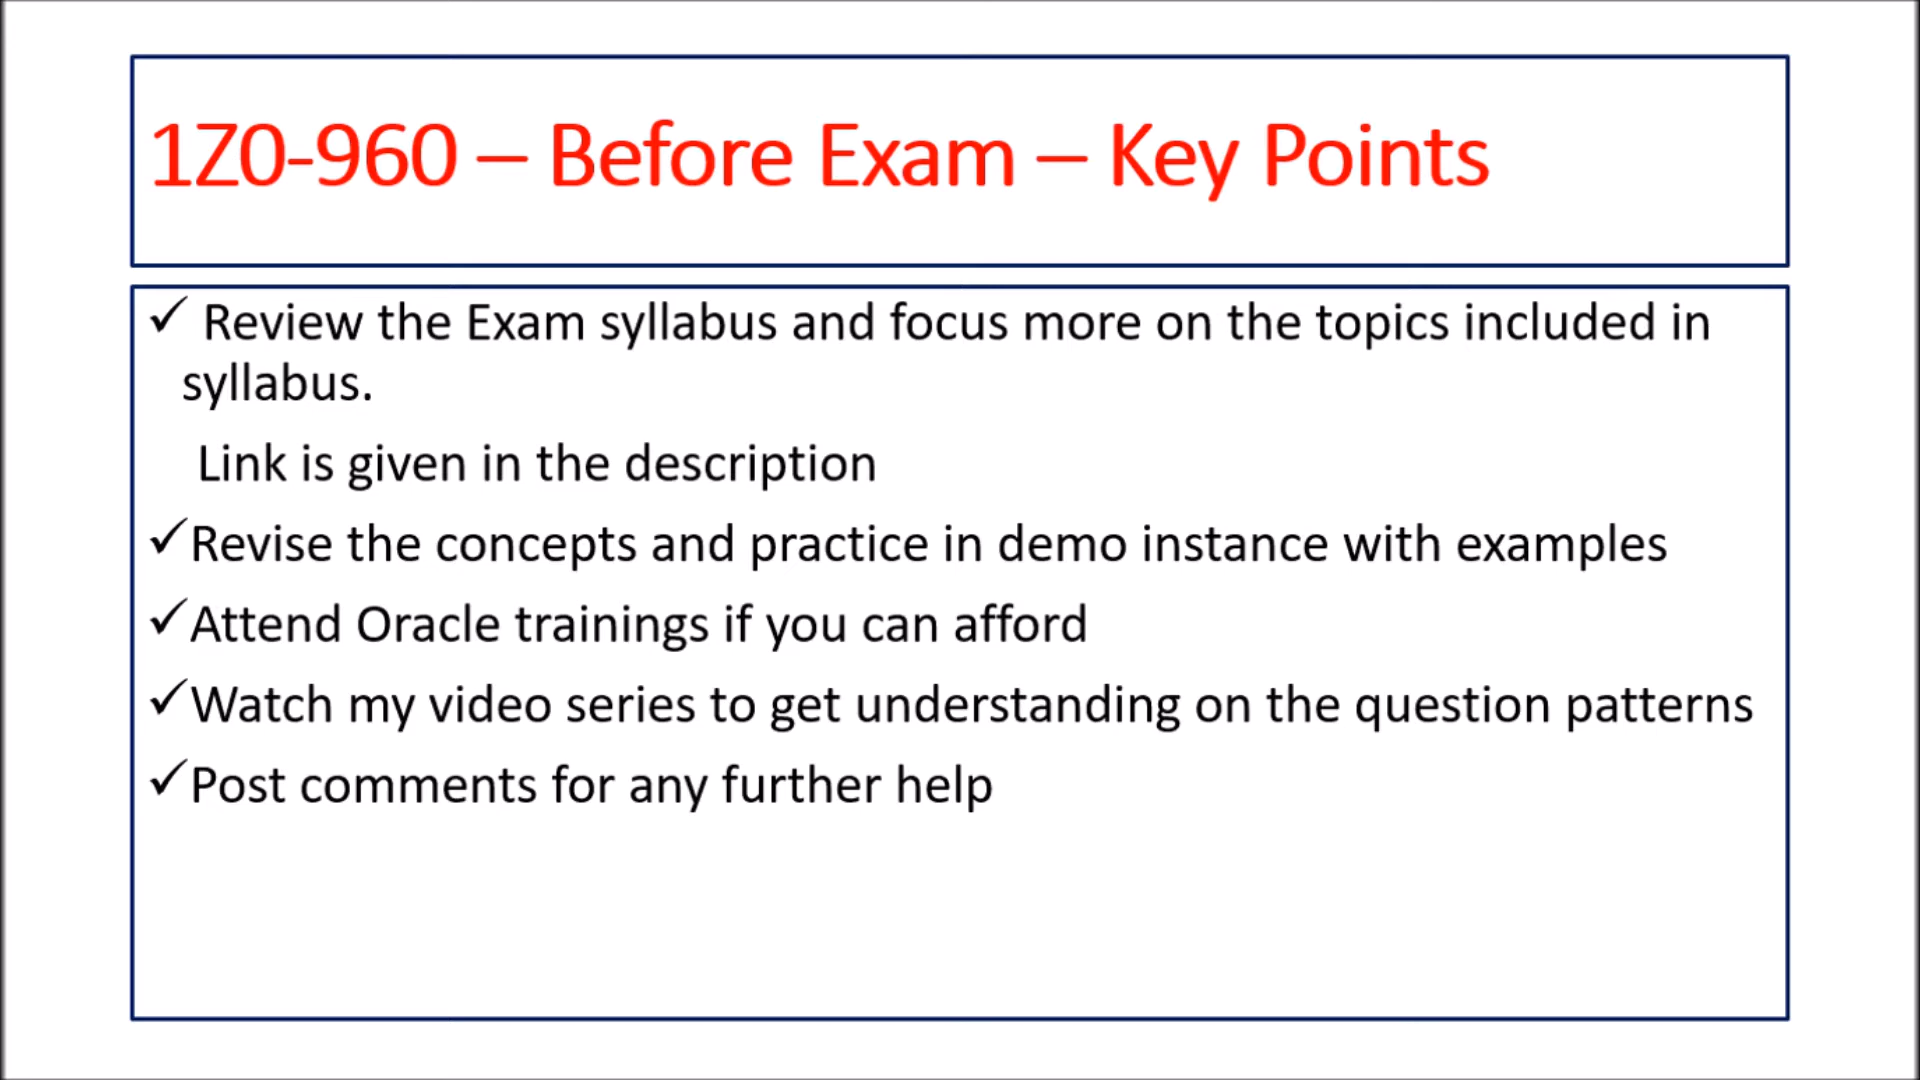 1Z0-960 – Before Exam – Key Points
✓ Review the Exam syllabus and focus more on the topics included in
syllabus.
Link is given in the description
✓Revise the concepts and practice in demo instance with examples
✓Attend Oracle trainings if you can afford
✓Watch my video series to get understanding on the question patterns
✓Post comments for any further help